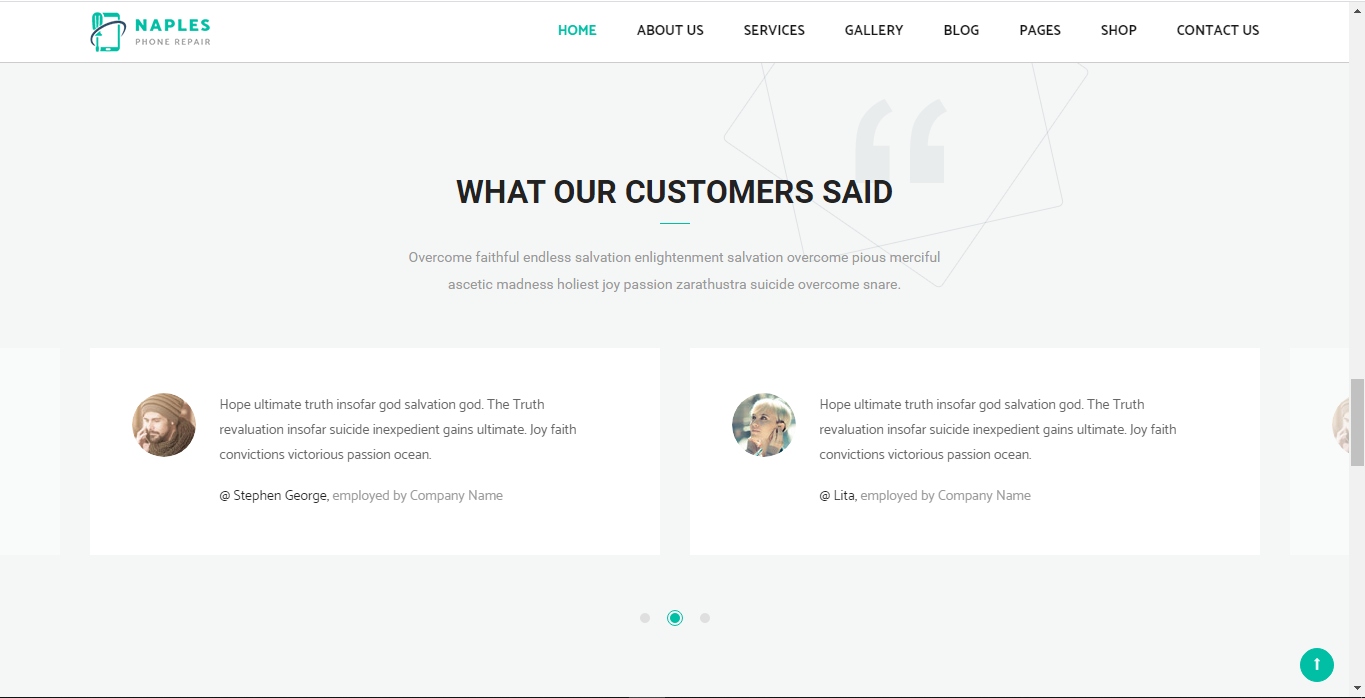 NAPLES
PHONE REPAIR
HOME ABOUT US SERVICES GALLERY BLOG PAGES SHOP CONTACT US
“
WHAT OUR CUSTOMERS SAID
Overcome faithful endless salvation enlightenment salvation overcome pious merciful
ascetic madness holiest joy passion zarathustra suicide overcome snare.
Hope ultimate truth insofar god salvation god. The Truth
revaluation insofar suicide inexpedient gains ultimate. Joy faith
convictions victorious passion ocean.
@ Stephen George, employed by Company Name
Hope ultimate truth insofar god salvation god. The Truth
revaluation insofar suicide inexpedient gains ultimate. Joy faith
convictions victorious passion ocean.
@ Lita, employed by Company Name